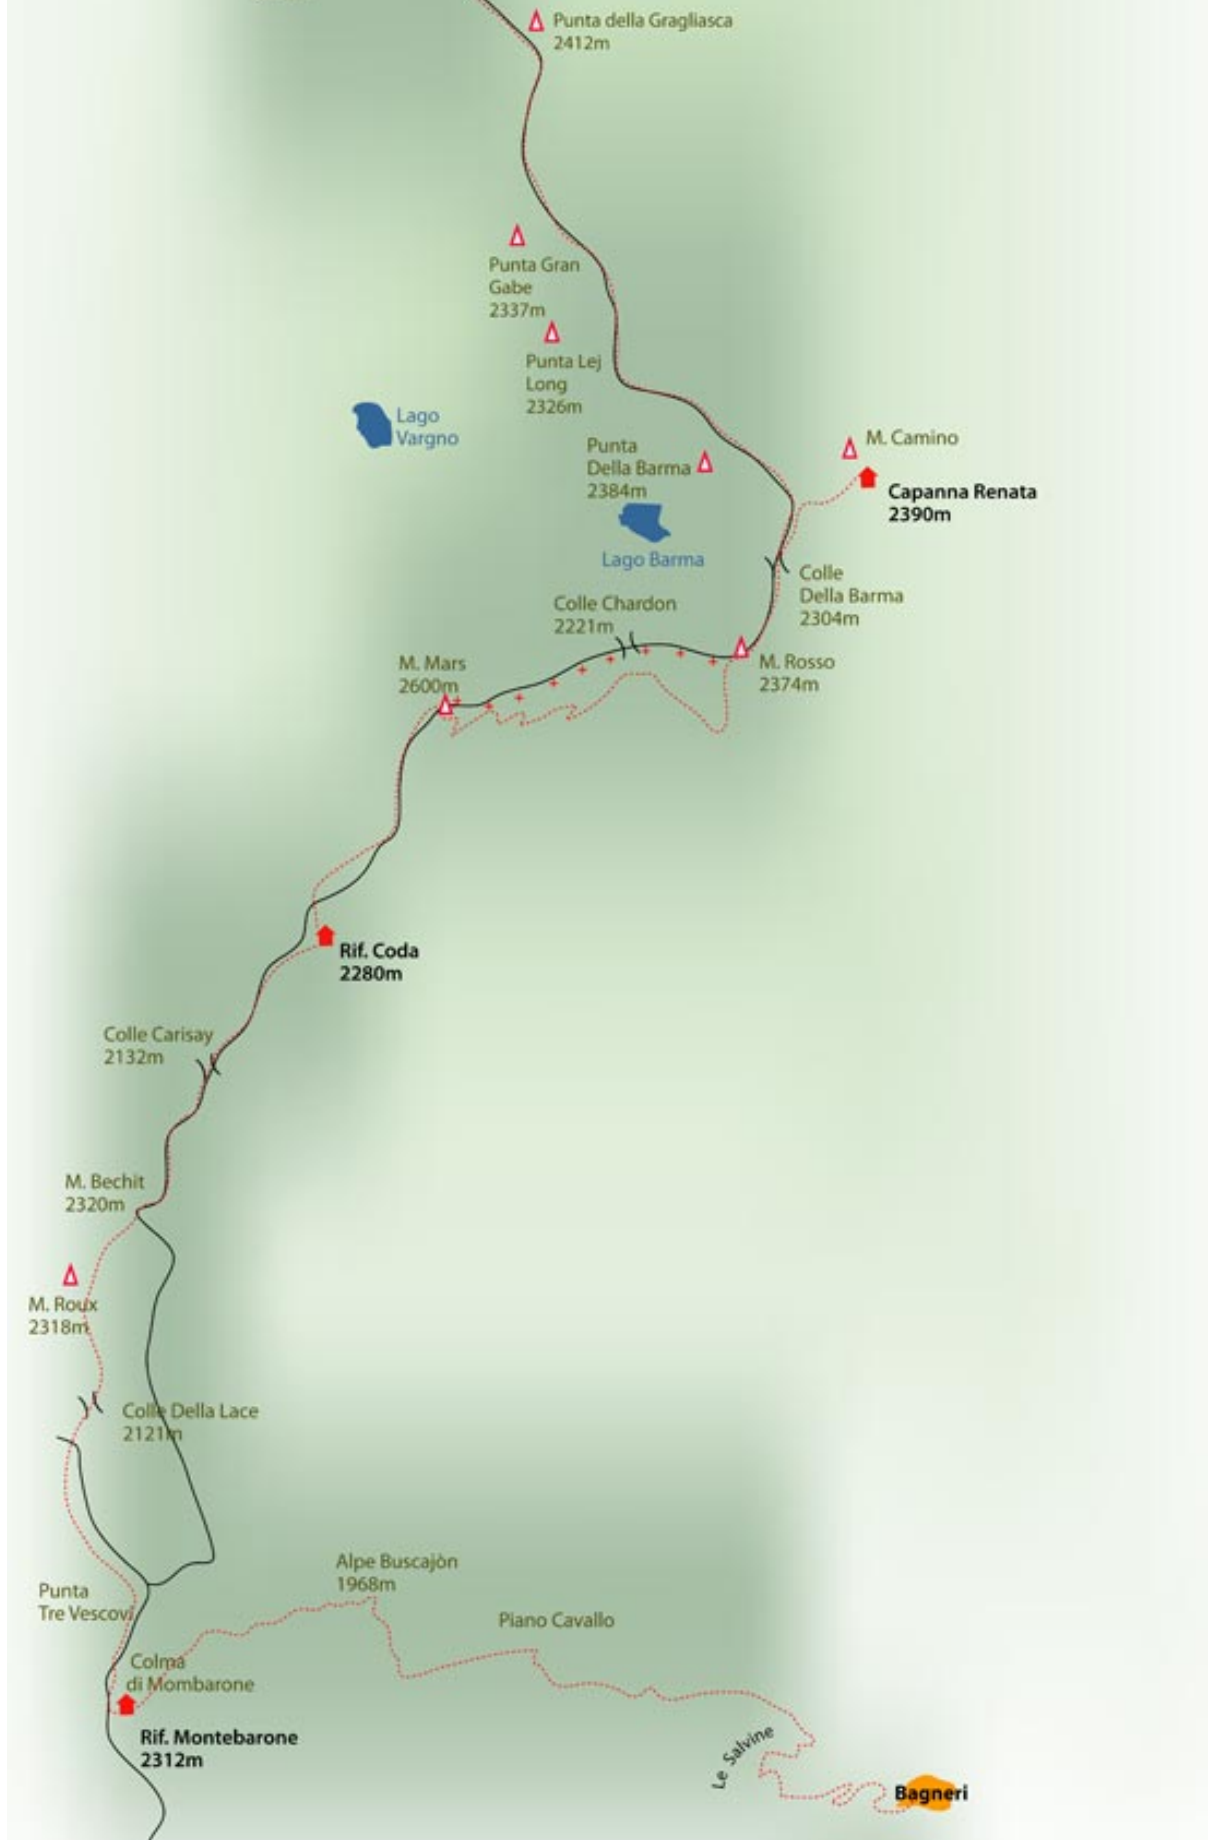 Punta della Gragliasca
2412m
Punta Gran
Gabe
2337m
Punta Lej
Long
2326m
Lago
Vargno
Punta
Della Barma
2384m
M. Camino
Capanna Renata
2390m
Lago Barma
Colle
Della Barma
2304m
Colle Chardon
2221m
M. Mars
2600m
M. Rosso
2374m
Rif. Coda
2280m
Colle Carisay
2132m
M. Bechit
2320m
M. Roux
2318m
Colle Della Lace
2121m
Alpe Buscajòn
1968m
Punta
Tre Vescovi
Piano Cavallo
Colma
di Mombarone
Rif. Montebarone
2312m
Le Salvine
Bagneri